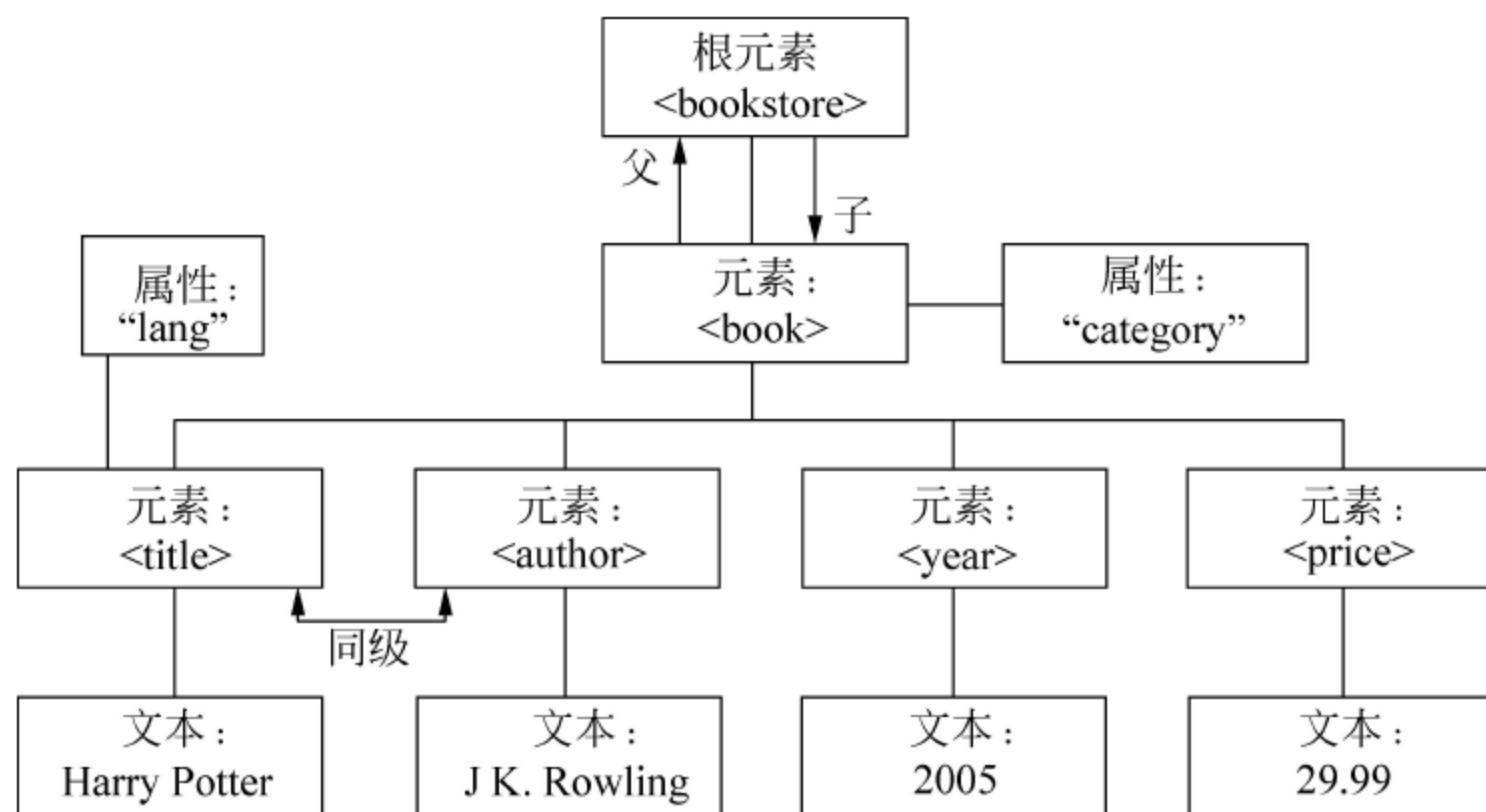 根元素
<bookstore>
父
子
属性：
“lang”
元素：
<book>
属性：
“category”
元素：
<title>
元素：
<author>
元素：
<year>
元素：
<price>
同级
文本：
Harry Potter
文本：
J K. Rowling
文本：
2005
文本：
29.99